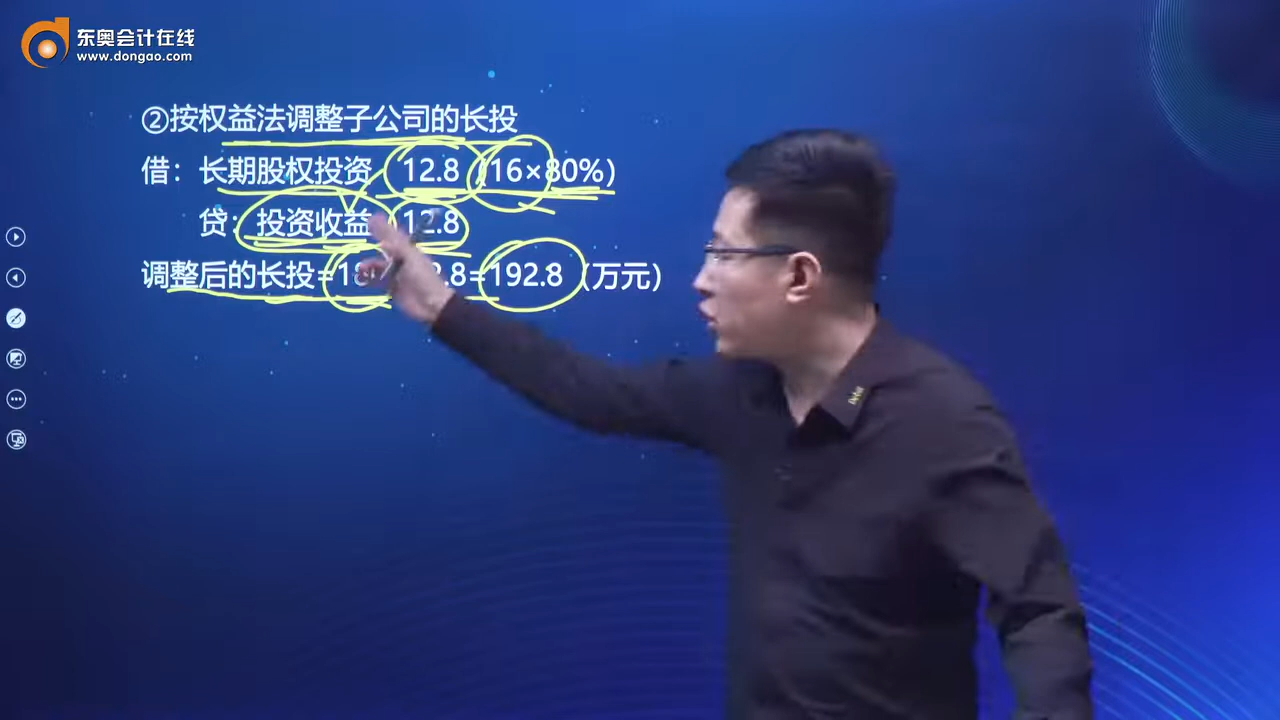 东奥会计在线
www.dongao.com
②按权益法调整子公司的长投
借：长期股权投资 12.8（16×80%）
贷：投资收益 12.8
调整后的长投=18 2.8=192.8（万元）